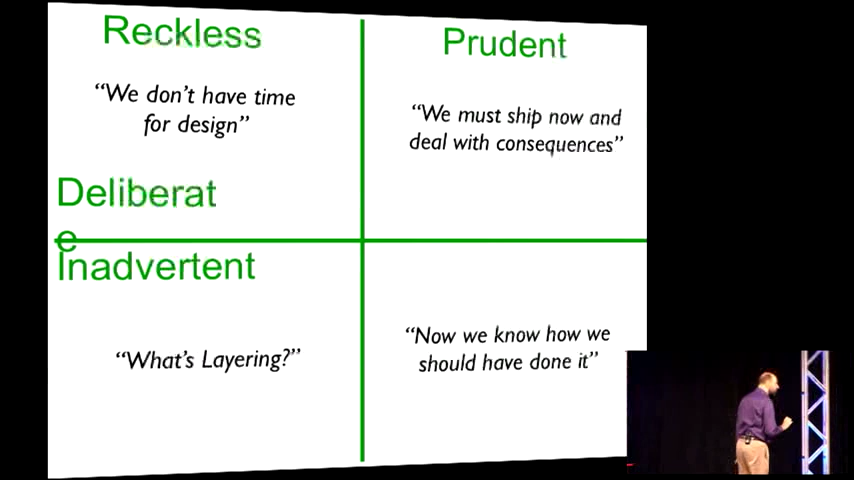 Reckless
Prudent
“We don’t have time
for design”
“We must ship now and
deal with consequences”
Deliberat
e
Inadvertent
“What’s Layering?”
“Now we know how we
should have done it”